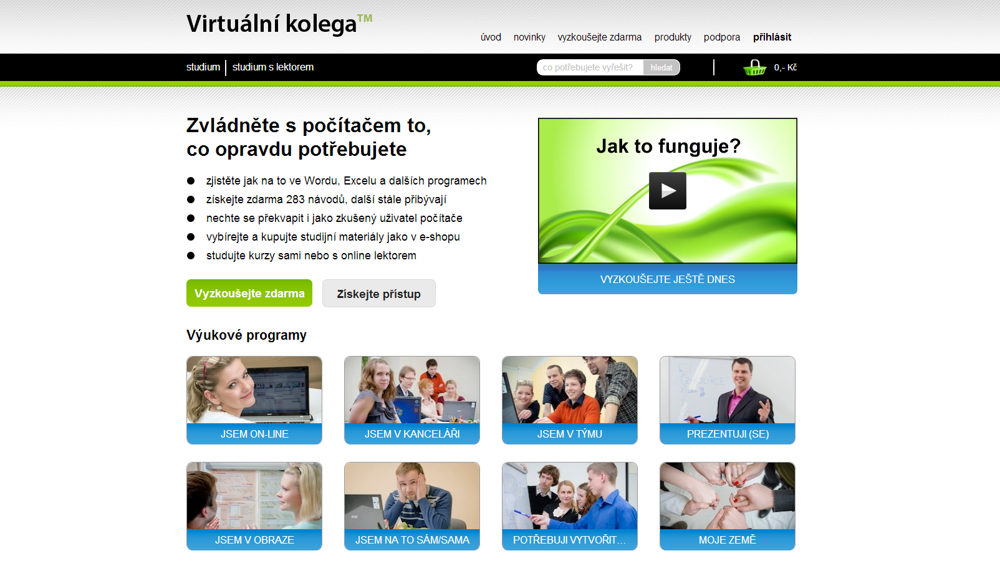 Virtuální kolega™
úvod novinky vyzkoušejte zdarma produkty podpora přihlásit
studium studium s lektorem co potřebujete vyřešit? hledat 0,- Kč
Zvládněte s počítačem to,
co opravdu potřebujete
zjistěte jak na to ve Wordu, Excelu a dalších programech
získejte zdarma 283 návodů, další stále přibývají
nechte se překvapit i jako zkušený uživatel počítače
vybírejte a kupujte studijní materiály jako v e-shopu
studujte kurzy sami nebo s online lektorem
Vyzkoušejte zdarma Získejte přístup
Jak to funguje?
VYZKOUŠEJTE JEŠTĚ DNES
Výukové programy
JSEM ON-LINE JSEM V KANCELÁŘI JSEM V TÝMU PREZENTUJI (SE)
JSEM V OBRAZE JSEM NA TO SÁM/SAMA POTŘEBUJI VYTVOŘIT... MOJE ZEMĚ